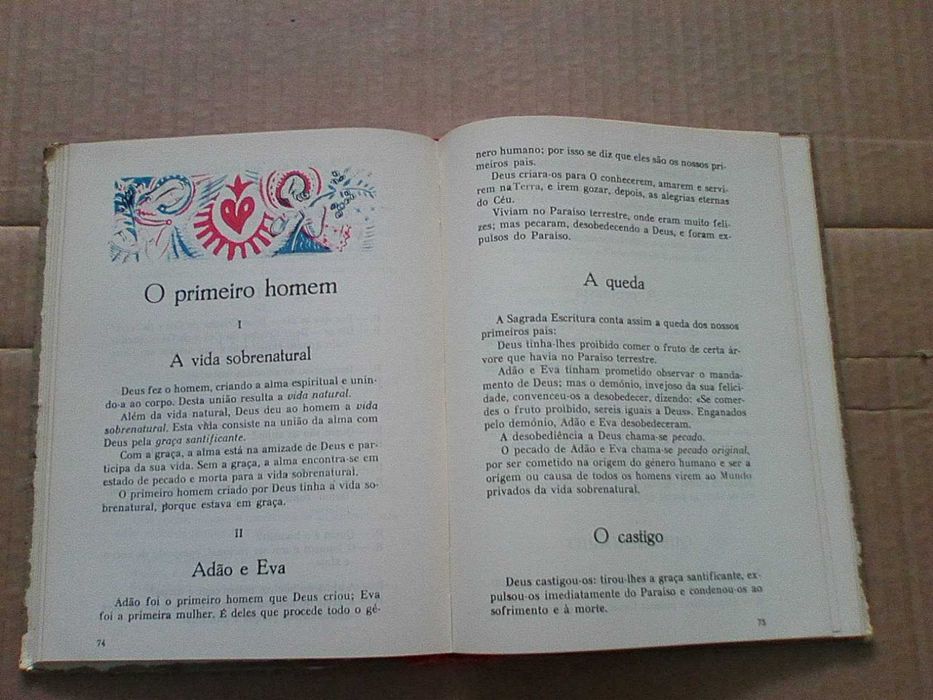 O primeiro homem
I
A vida sobrenatural
Deus fez o homem, criando a alma espiritual e unin-
do-a ao corpo. Desta união resulta a vida natural.
Além da vida natural, Deus deu ao homem a vida
sobrenatural. Esta vida consiste na união da alma com
Deus pela graça santificante.
Com a graça, a alma está na amizade de Deus e par-
ticipa da sua vida. Sem a graça, a alma encontra-se em
estado de pecado e morta para a vida sobrenatural.
O primeiro homem criado por Deus tinha a vida so-
brenatural, porque estava em graça.
II
Adão e Eva
Adão foi o primeiro homem que Deus criou; Eva
foi a primeira mulher. É deles que procede todo o gé-
74
nero humano; por isso se diz que eles são os nossos pri-
meiros pais.
Deus criara-os para O conhecerem, amarem e servi-
rem na Terra, e irem gozar, depois, as alegrias eternas
do Céu.
Viviam no Paraíso terrestre, onde eram muito feli-
zes; mas pecaram, desobedecendo a Deus, e foram ex-
pulsos do Paraíso.
A queda
A Sagrada Escritura conta assim a queda dos nossos
primeiros pais:
Deus tinha-lhes proibido comer o fruto de certa ár-
vore que havia no Paraíso terrestre.
Adão e Eva tinham prometido observar o manda-
mento de Deus; mas o demónio, invejoso da sua felici-
dade, convenceu-os a desobedecer, dizendo: «Se comer-
des o fruto proibido, sereis iguais a Deus». Enganados
pelo demónio, Adão e Eva desobedeceram.
A desobediência a Deus chama-se pecado.
O pecado de Adão e Eva chama-se pecado original,
por ser cometido na origem do género humano e ser a
origem ou causa de todos os homens virem ao Mundo
privados da vida sobrenatural.
O castigo
Deus castigou-os: tirou-lhes a graça santificante, ex-
pulsou-os imediatamente do Paraíso e condenou-os ao
sofrimento e à morte.
75